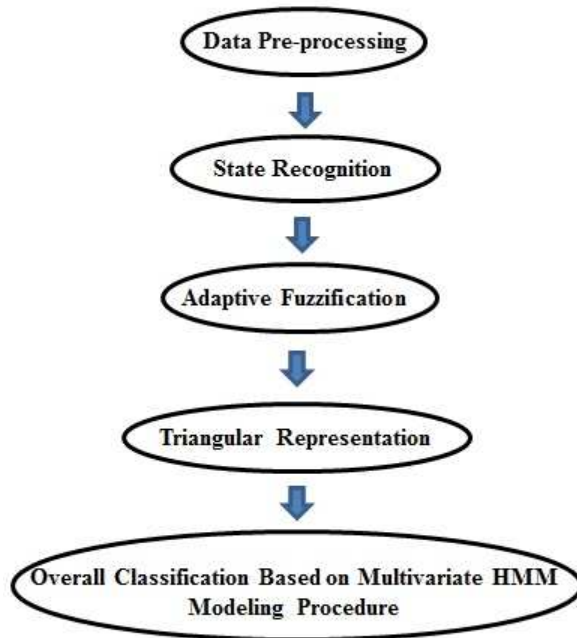 Data Pre-processing
State Recognition
Adaptive Fuzzification
Triangular Representation
Overall Classification Based on Multivariate HMM
Modeling Procedure